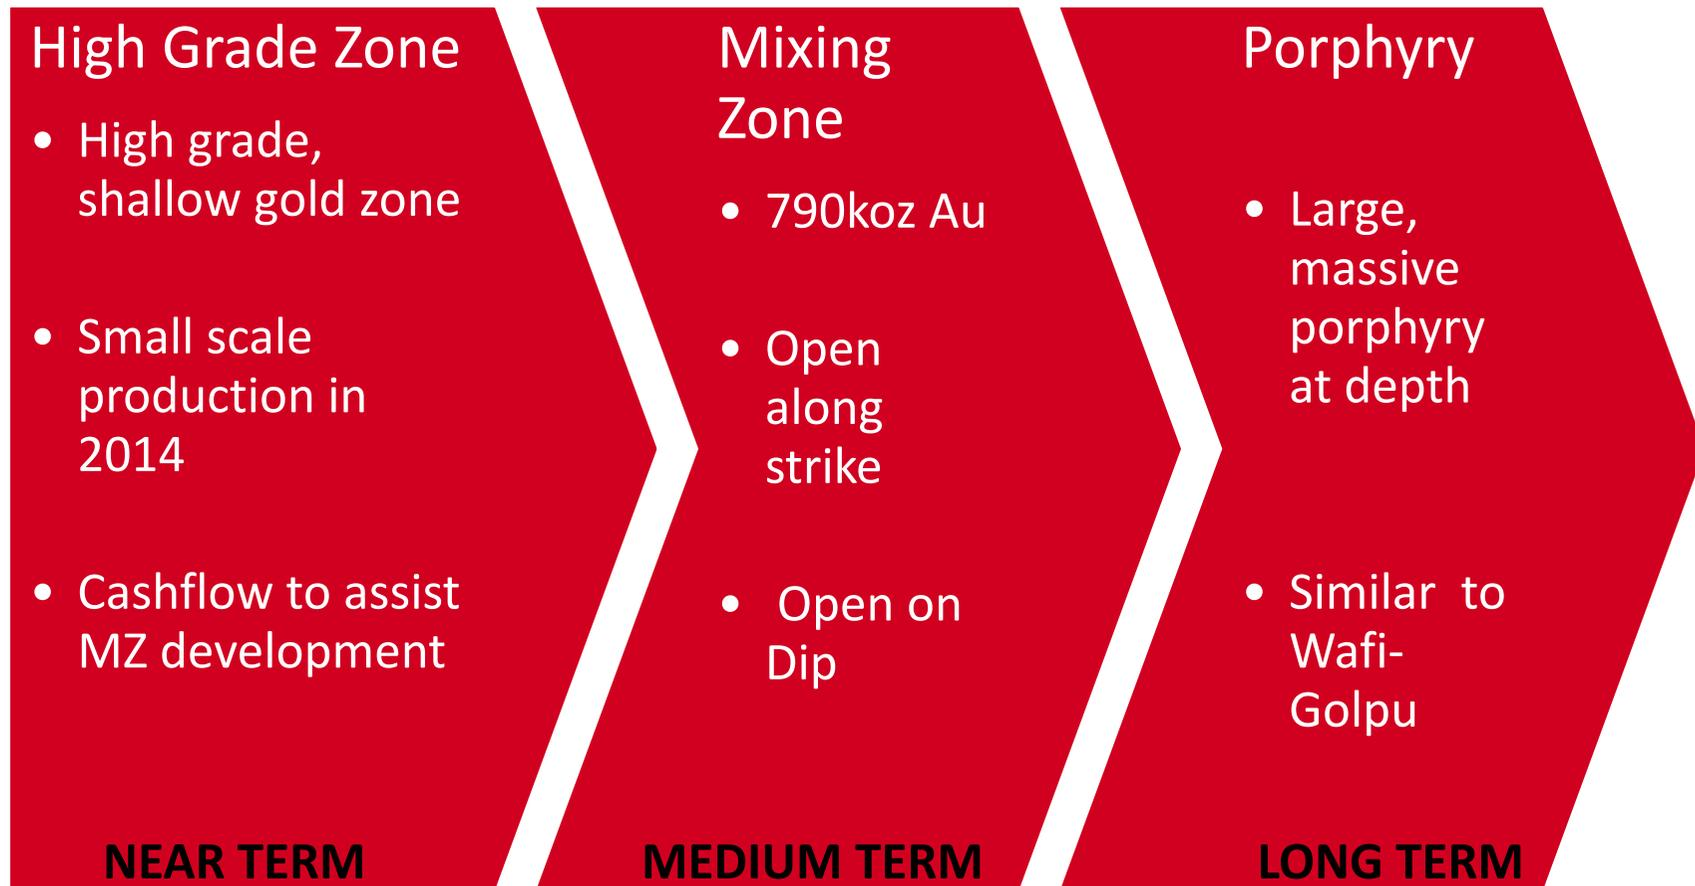 High Grade Zone
• High grade,
shallow gold zone
• Small scale
production in
2014
• Cashflow to assist
MZ development
NEAR TERM
Mixing
Zone
• 790koz Au
• Open
along
strike
• Open on
Dip
MEDIUM TERM
Porphyry
• Large,
massive
porphyry
at depth
• Similar to
Wafi-
Golpu
LONG TERM